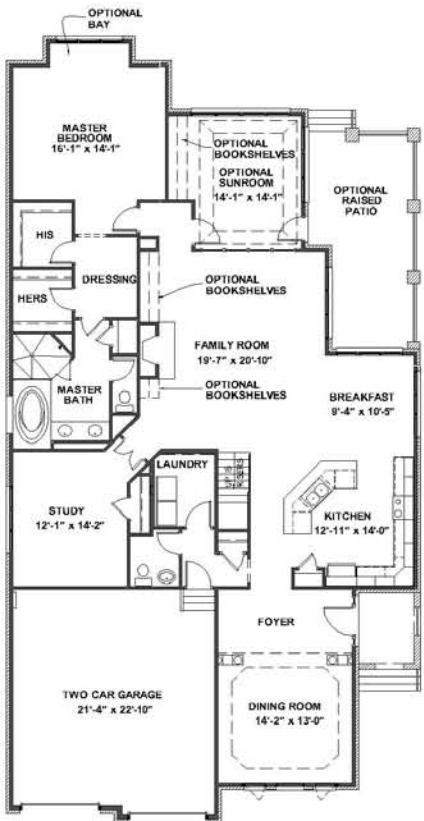 OPTIONAL
BAY
MASTER
BEDROOM
16'-1" x 14'-1"
OPTIONAL
BOOKSHELVES
OPTIONAL
SUNROOM
14'-1" x 14'-1"
OPTIONAL
RAISED
PATIO
HIS
DRESSING
HERS
OPTIONAL
BOOKSHELVES
FAMILY ROOM
19'-7" x 20'-10"
MASTER
BATH
OPTIONAL
BOOKSHELVES
BREAKFAST
9'-4" x 10'-5"
LAUNDRY
STUDY
12'-1" x 14'-2"
KITCHEN
12'-11" x 14'-0"
FOYER
TWO CAR GARAGE
21'-4" x 22'-10"
DINING ROOM
14'-2" x 13'-0"